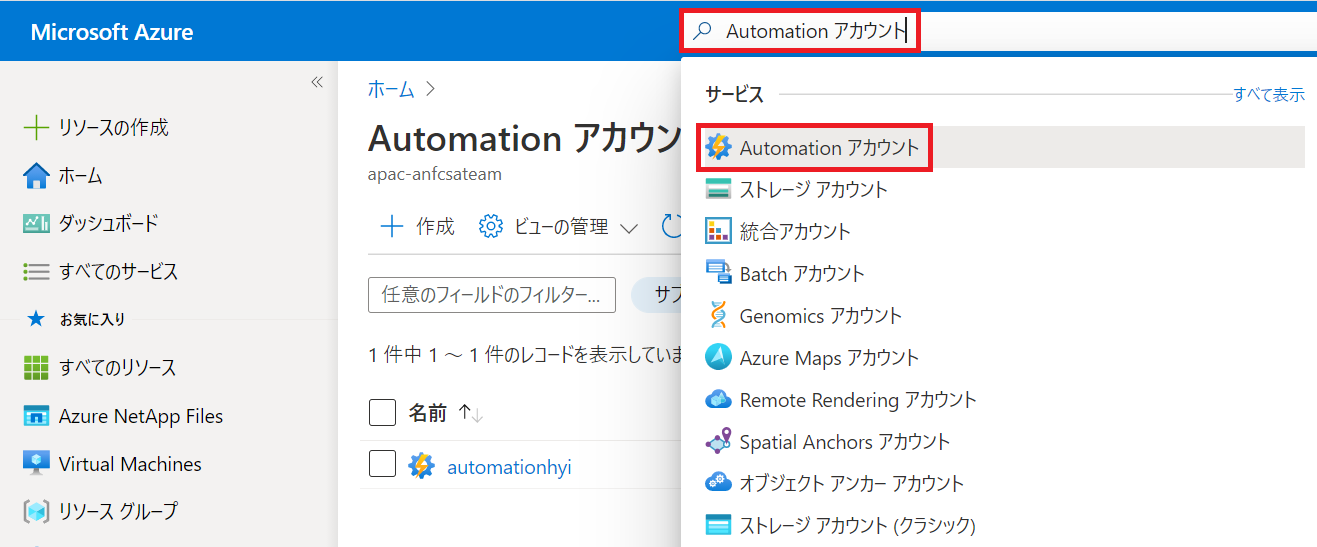 Microsoft Azure
Automation アカウント
«
リソースの作成
ホーム
ダッシュボード
すべてのサービス
お気に入り
すべてのリソース
Azure NetApp Files
Virtual Machines
リソース グループ
ホーム >
Automation アカウン
apac-anfcsateam
作成 ビューの管理
任意のフィールドのフィルター... サブ
1 件中 1 ~ 1 件のレコードを表示していま
名前 ↑↓
automationhyi
サービス すべて表示
Automation アカウント
ストレージ アカウント
統合アカウント
Batch アカウント
Genomics アカウント
Azure Maps アカウント
Remote Rendering アカウント
Spatial Anchors アカウント
オブジェクト アンカー アカウント
ストレージ アカウント (クラシック)